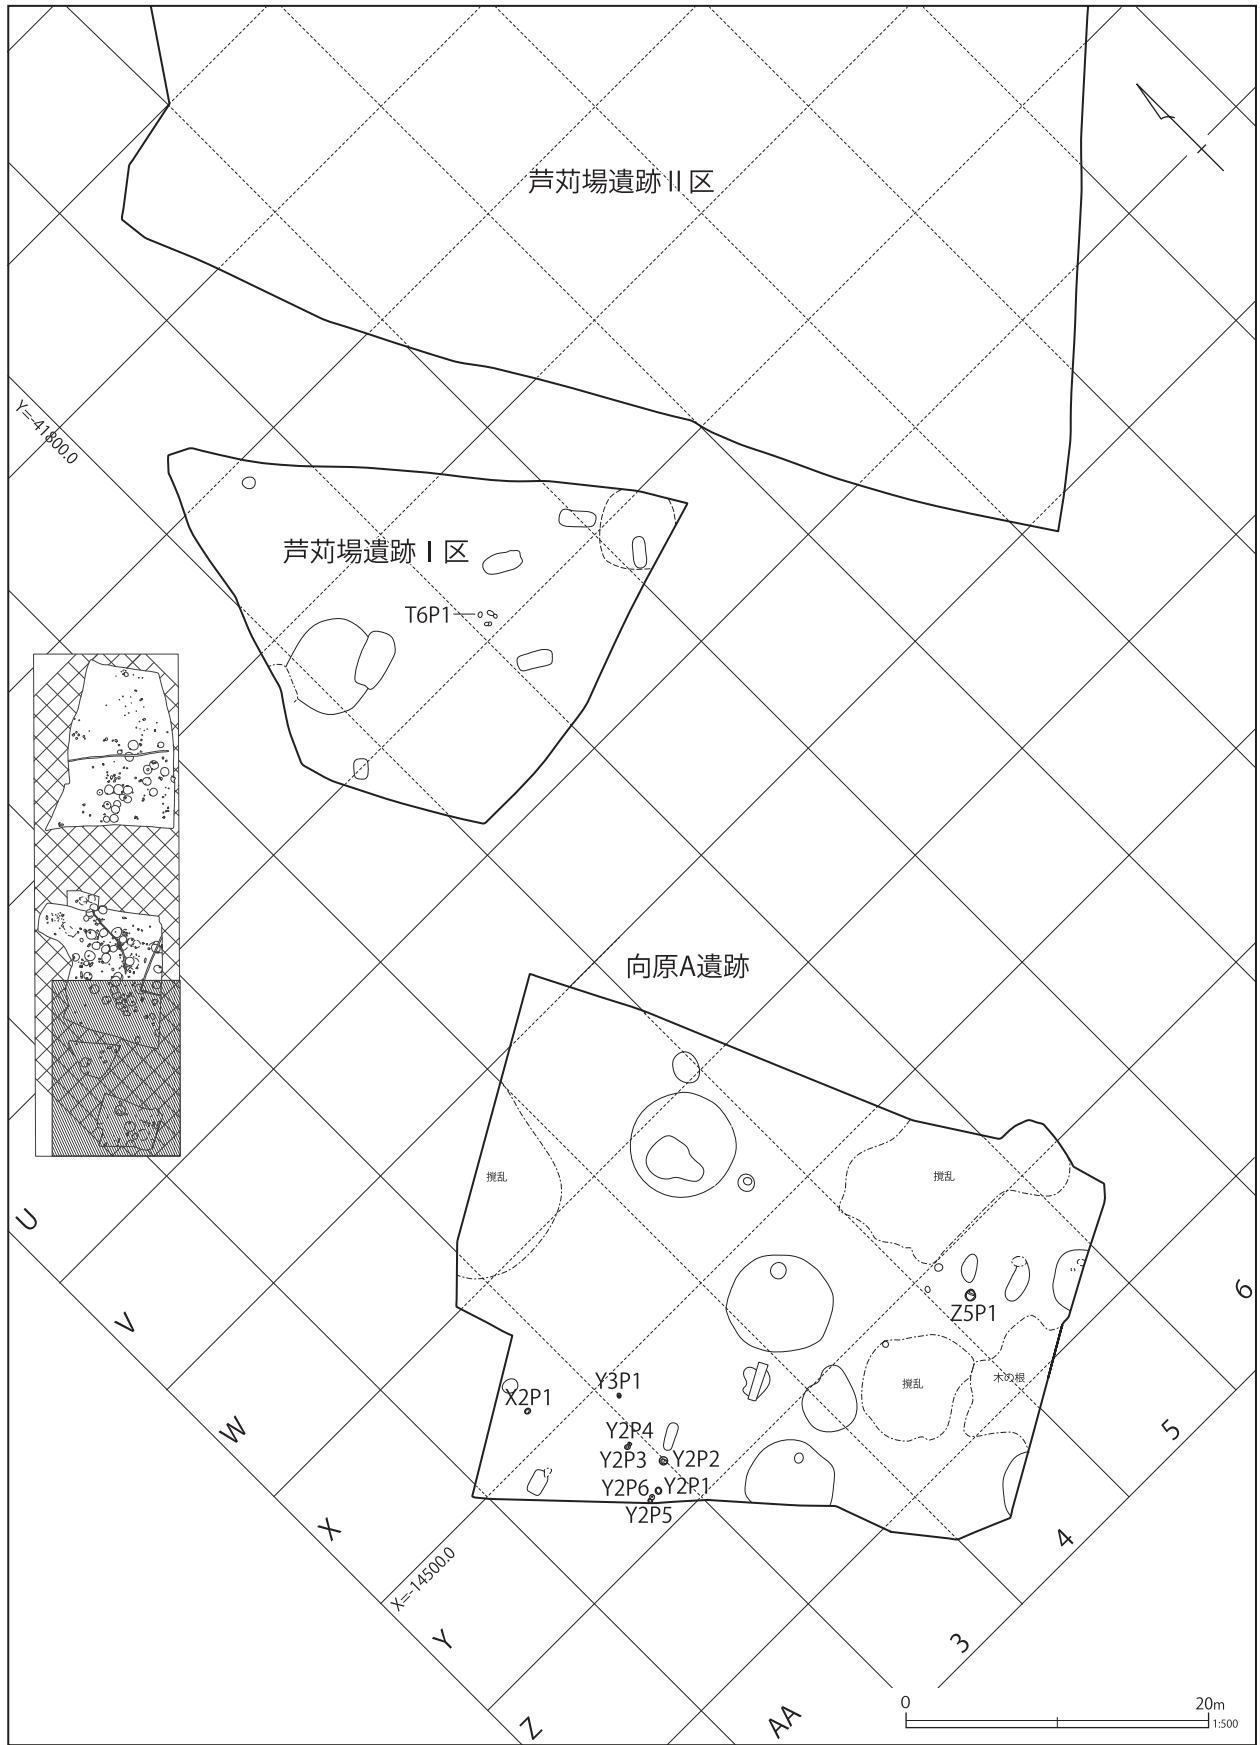 芦苅場遺跡Ⅱ区
Y=-41800.0
芦苅場遺跡Ⅰ区
T6P1
向原A遺跡
撹乱
撹乱
Z5P1
撹乱
木の根
Y3P1
X2P1
Y2P4
Y2P3
Y2P2
Y2P6
Y2P1
Y2P5
X=-14500.0
U
V
W
X
Y
Z
AA
3
4
5
6
0
20m
1:500